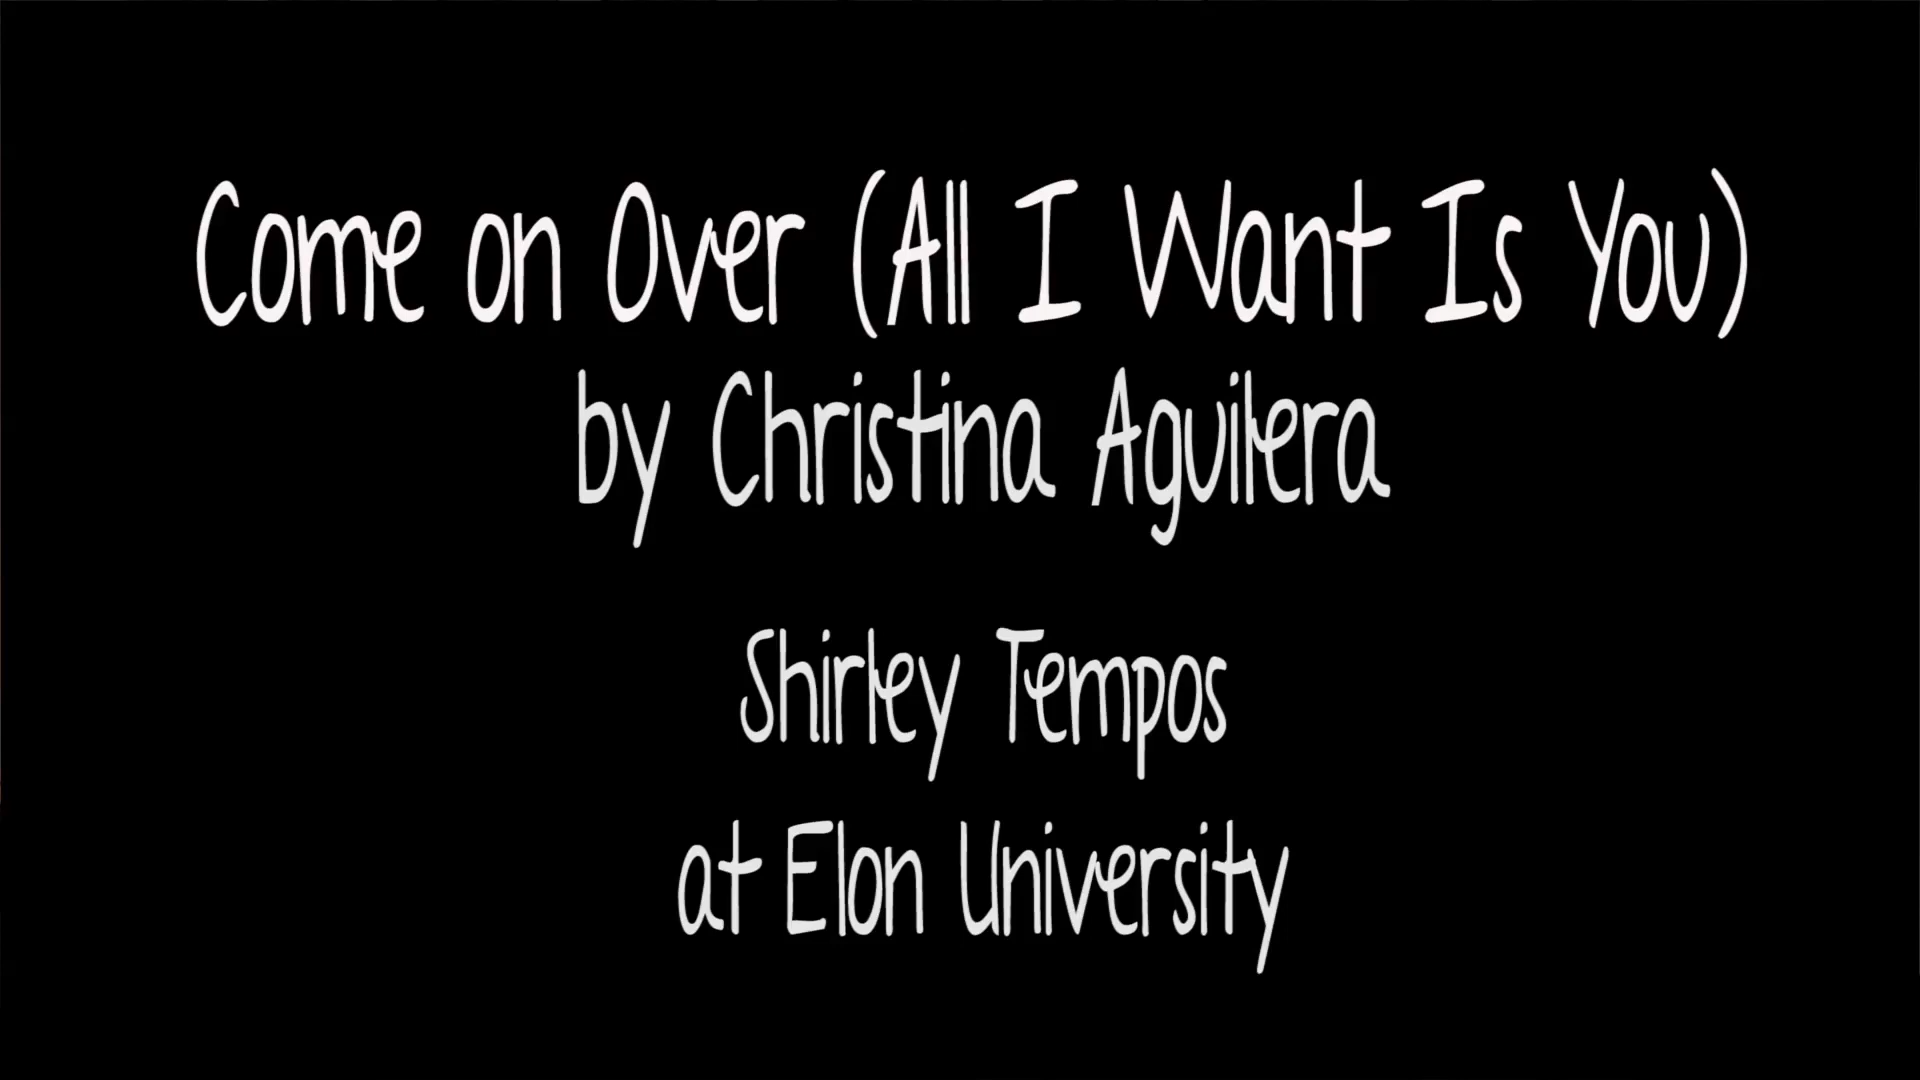 Come on Over (All I Want Is You)
by Christina Aguilera
Shirley Tempos
at Elon University